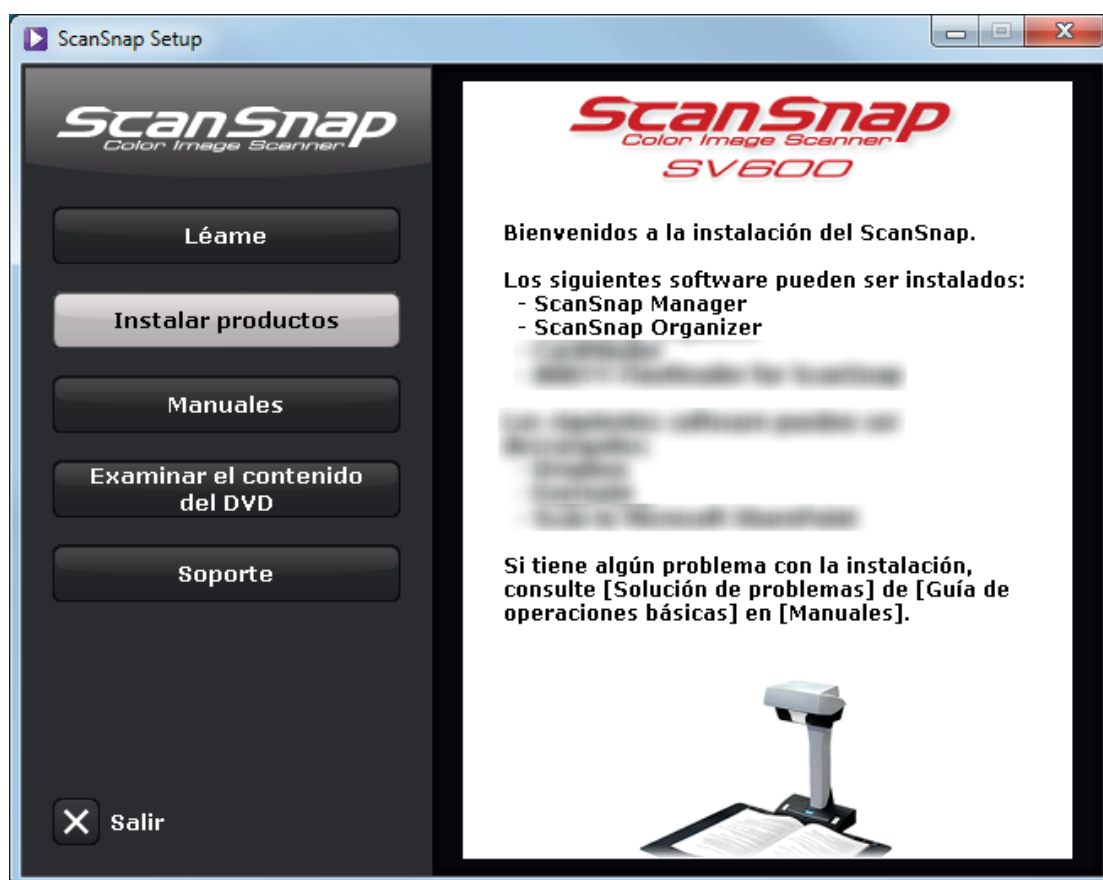 ScanSnap Setup
ScanSnap
Color Image Scanner
Léame
Instalar productos
Manuales
Examinar el contenido
del DVD
Soporte
Salir
ScanSnap
Color Image Scanner
SV600
Bienvenidos a la instalación del ScanSnap.
Los siguientes software pueden ser instalados:
- ScanSnap Manager
- ScanSnap Organizer
Si tiene algún problema con la instalación,
consulte [Solución de problemas] de [Guía de
operaciones básicas] en [Manuales].